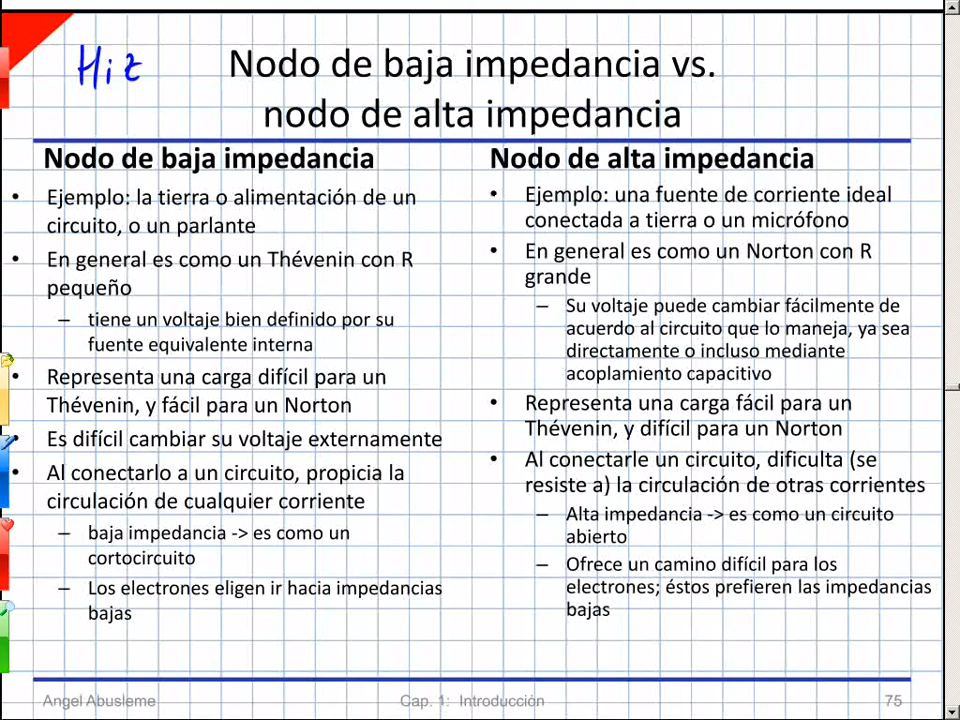 Hi z
Nodo de baja impedancia vs.
nodo de alta impedancia
Nodo de baja impedancia
• Ejemplo: la tierra o alimentación de un
circuito, o un parlante
• En general es como un Thévenin con R
pequeño
– tiene un voltaje bien definido por su
fuente equivalente interna
• Representa una carga difícil para un
Thévenin, y fácil para un Norton
• Es difícil cambiar su voltaje externamente
• Al conectarlo a un circuito, propicia la
circulación de cualquier corriente
– baja impedancia -> es como un
cortocircuito
– Los electrones eligen ir hacia impedancias
bajas
Nodo de alta impedancia
• Ejemplo: una fuente de corriente ideal
conectada a tierra o un micrófono
• En general es como un Norton con R
grande
– Su voltaje puede cambiar fácilmente de
acuerdo al circuito que lo maneja, ya sea
directamente o incluso mediante
acoplamiento capacitivo
• Representa una carga fácil para un
Thévenin, y difícil para un Norton
• Al conectarle un circuito, dificulta (se
resiste a) la circulación de otras corrientes
– Alta impedancia -> es como un circuito
abierto
– Ofrece un camino difícil para los
electrones; éstos prefieren las impedancias
bajas
Angel Abusleme
Cap. 1: Introducción
75